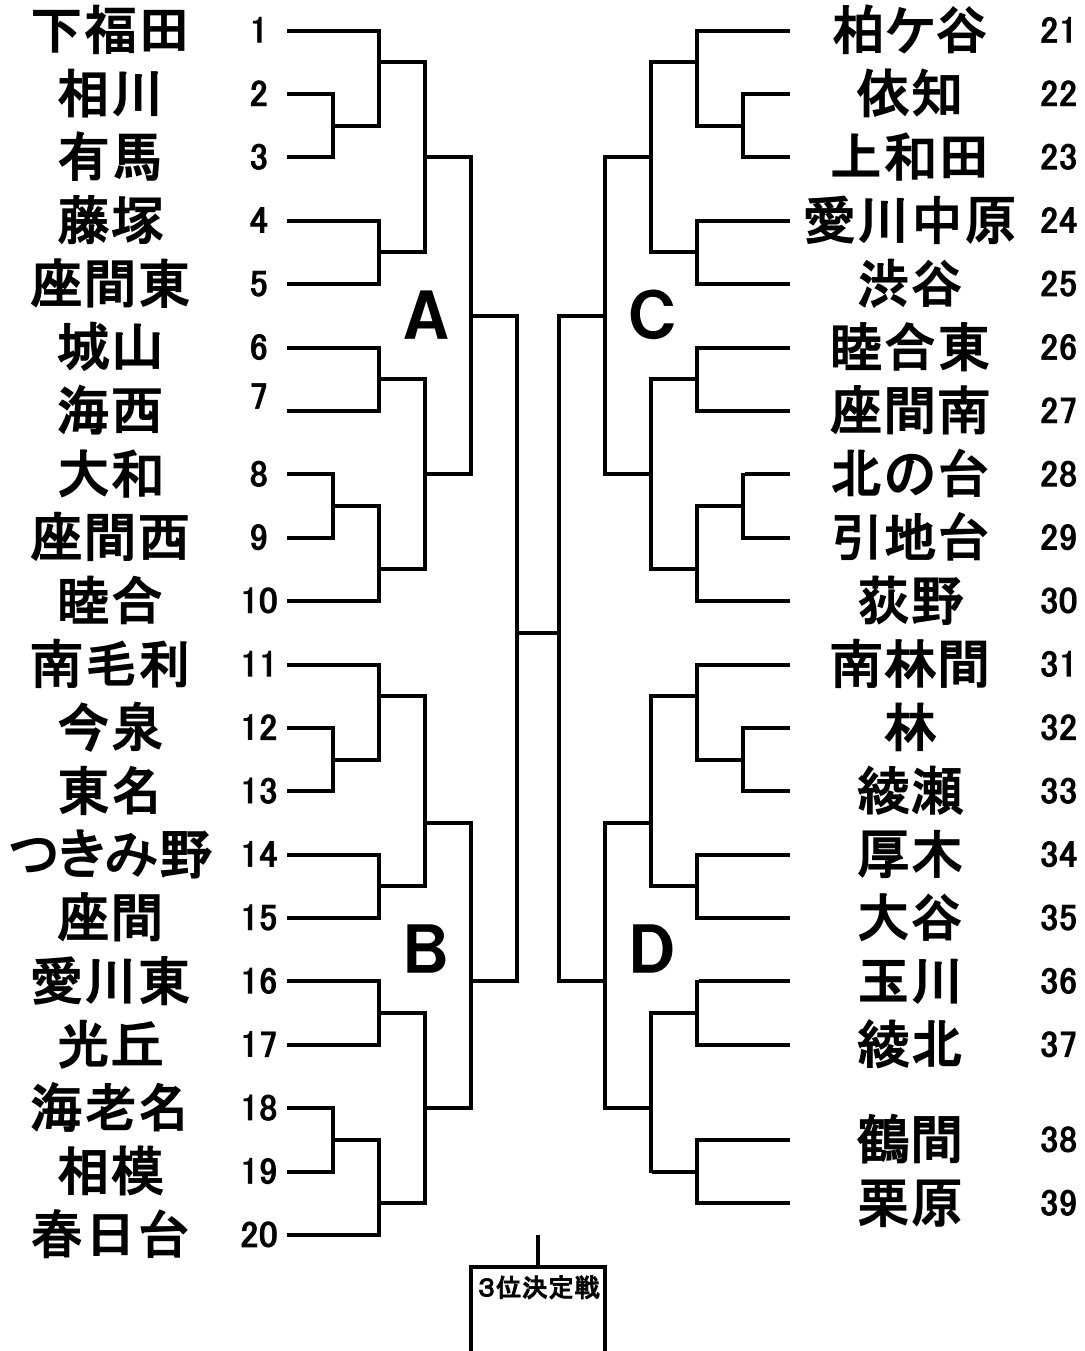 下福田 1
相川 2
有馬 3
藤塚 4
座間東 5
城山 6
海西 7
大和 8
座間西 9
睦合 10
A
南毛利 11
今泉 12
東名 13
つきみ野 14
座間 15
愛川東 16
光丘 17
海老名 18
相模 19
春日台 20
B
柏ケ谷 21
依知 22
上和田 23
愛川中原 24
渋谷 25
睦合東 26
座間南 27
北の台 28
引地台 29
荻野 30
C
南林間 31
林 32
綾瀬 33
厚木 34
大谷 35
玉川 36
綾北 37
鶴間 38
栗原 39
D
3位決定戦